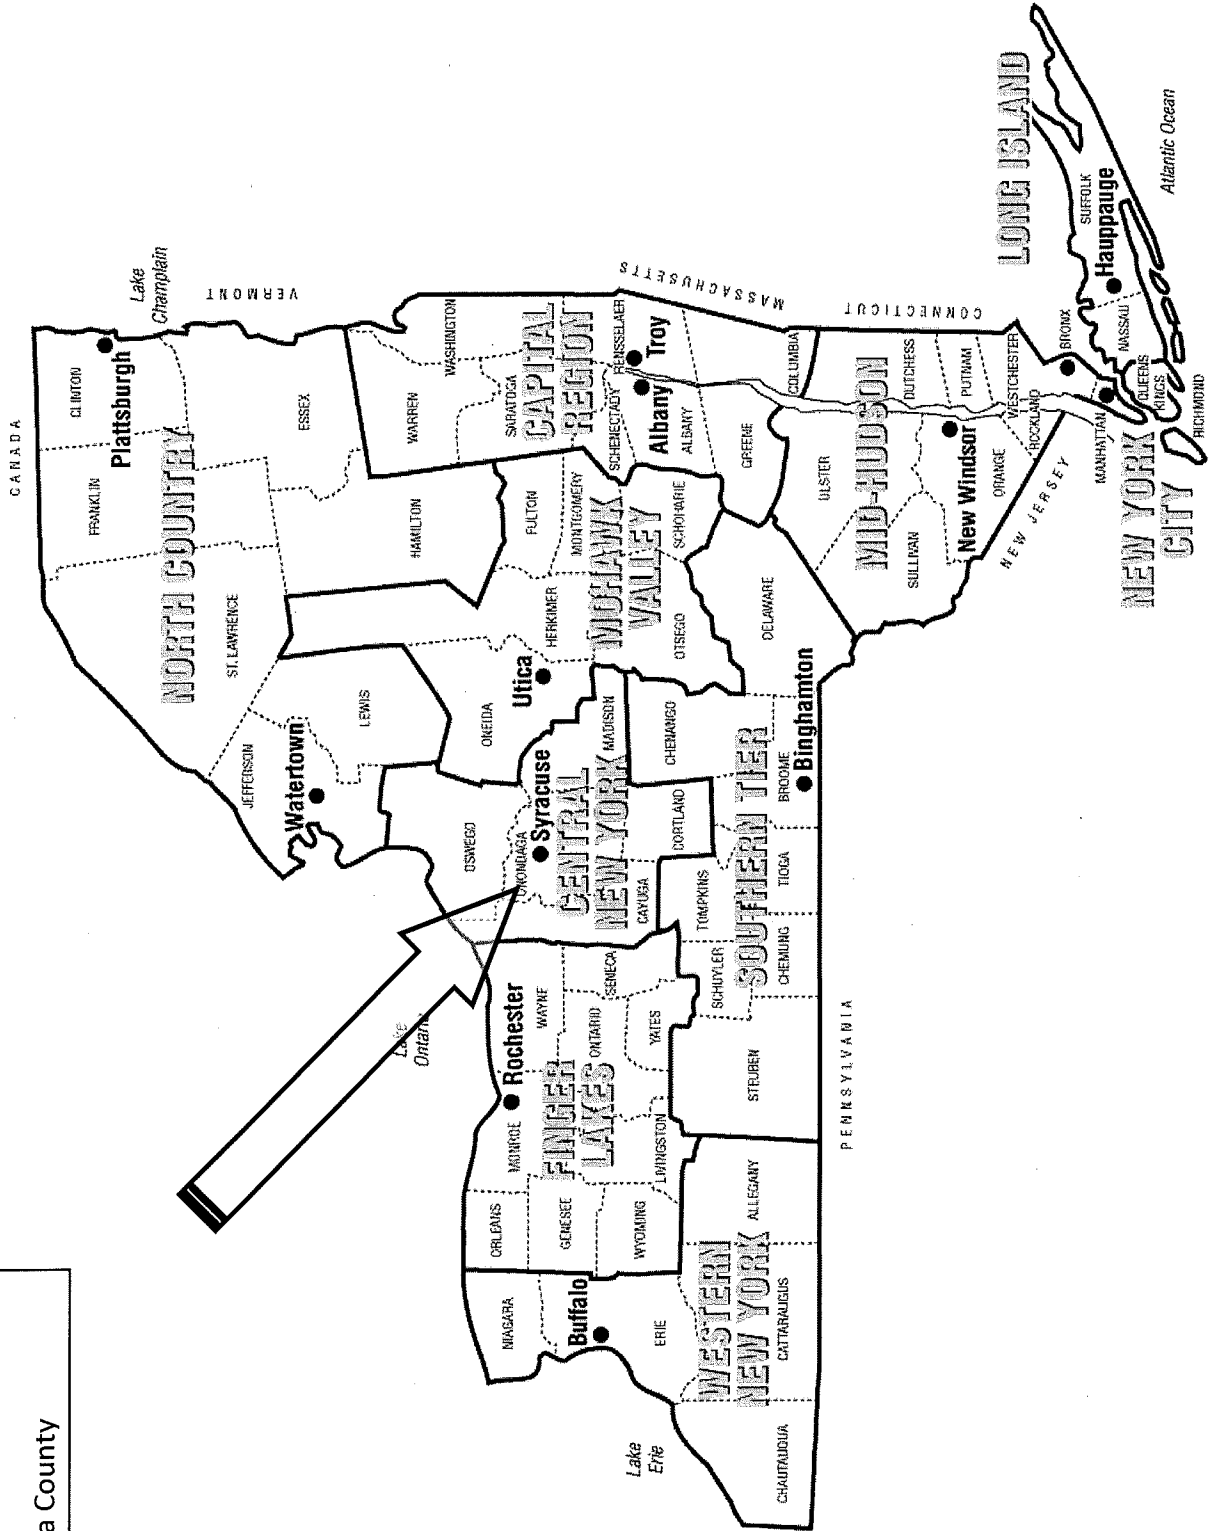 a County
CANADA
CLINTON
FRANKLIN
Plattsburgh
Lake
Champlain
VERMONT
NORTH COUNTRY
ST. LAWRENCE
ESSEX
JEFFERSON
Watertown
LEWIS
HAMILTON
WARREN
WASHINGTON
OSWEGO
ONEIDA
Utica
HERKIMER
FULTON
SARATOGA
CAPITAL
REGION
MONTGOMERY
SCHENECTADY
RENSSELAER
Troy
Albany
ALBANY
MASSACHUSETTS
MOHAWK
VALLEY
SCHOHARIE
OTSEGO
Lake
Ontario
ONONDAGA
Syracuse
CENTRAL
NEW YORK
MADISON
CAYUGA
CORTLAND
CHENANGO
NIAGARA
ORLEANS
MONROE
Rochester
WAYNE
GENESEE
FINGER
LAKES
ONTARIO
SENECA
WYOMING
LIVINGSTON
YATES
Buffalo
ERIE
WESTERN
NEW YORK
Lake
Erie
CHAUTAUQUA
CATTARAUGUS
ALLEGANY
STEUBEN
SCHUYLER
TOMPKINS
SOUTHERN TIER
CHEMUNG
TIOGA
BROOME
Binghamton
DELAWARE
GREENE
COLUMBIA
PENNSYLVANIA
ULSTER
MID-HUDSON
DUTCHESS
CONNECTICUT
SULLIVAN
New Windsor
PUTNAM
ORANGE
WESTCHESTER
ROCKLAND
NEW JERSEY
LONG ISLAND
BRONX
SUFFOLK
Hauppauge
MANHATTAN
NASSAU
QUEENS
KINGS
RICHMOND
NEW YORK
CITY
Atlantic Ocean